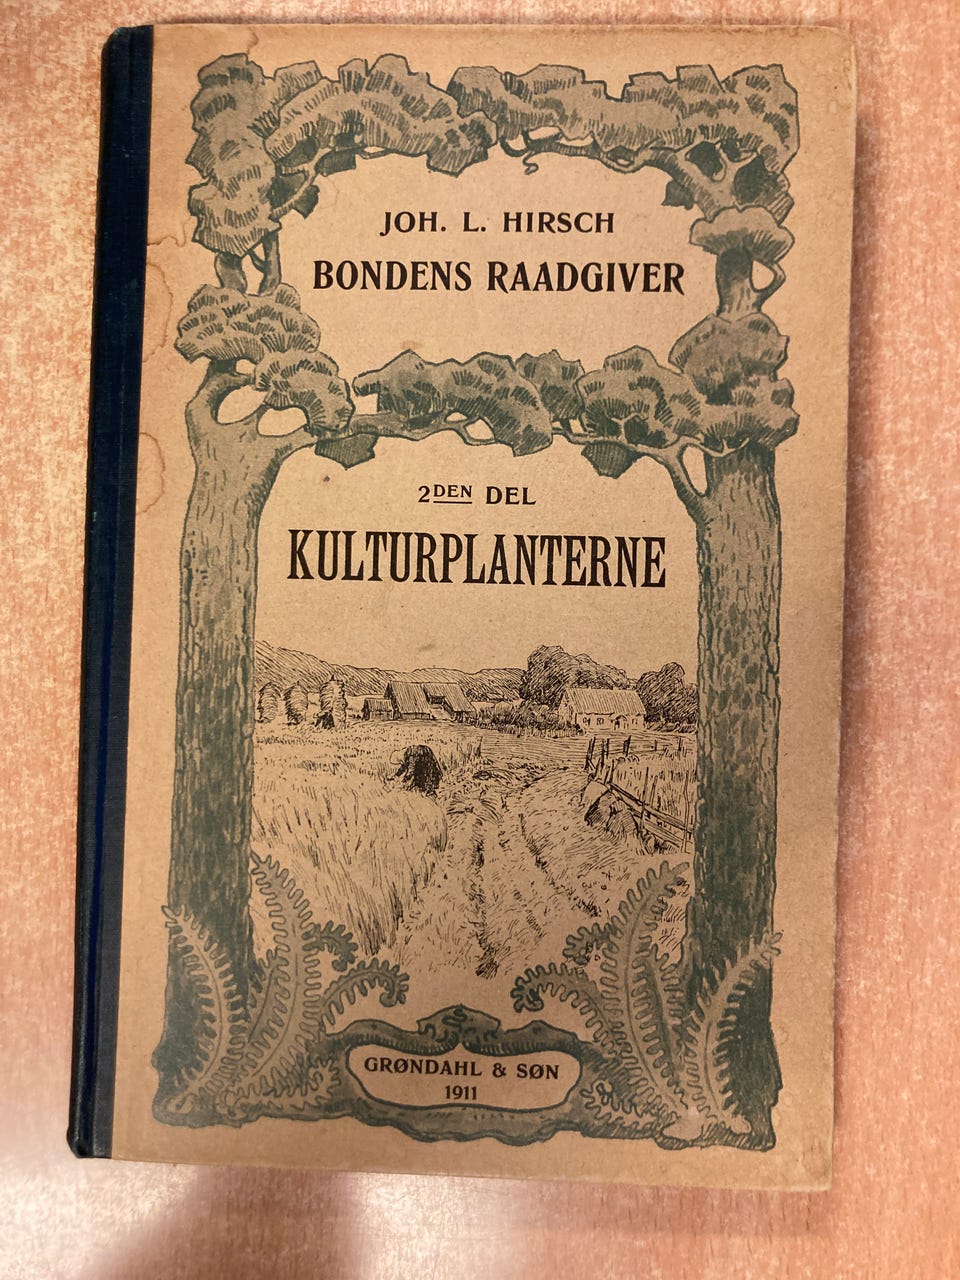 JOH. L. HIRSCH
BONDENS RAADGIVER
2DEN DEL
KULTURPLANTERNE
GRØNDAHL & SØN
1911